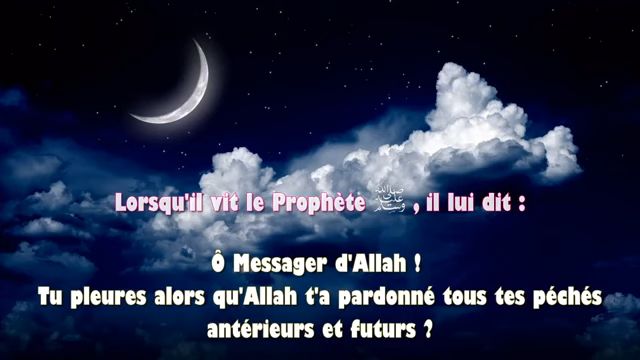 Lorsqu'il vit le Prophète ﷺ , il lui dit :
Ô Messager d'Allah !
Tu pleures alors qu'Allah t'a pardonné tous tes péchés
antérieurs et futurs ?